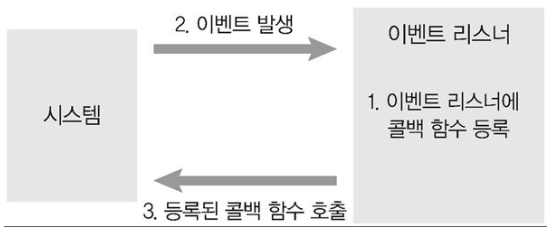 2. 이벤트 발생
이벤트 리스너
시스템
1. 이벤트 리스너에
콜백 함수 등록
3. 등록된 콜백 함수 호출